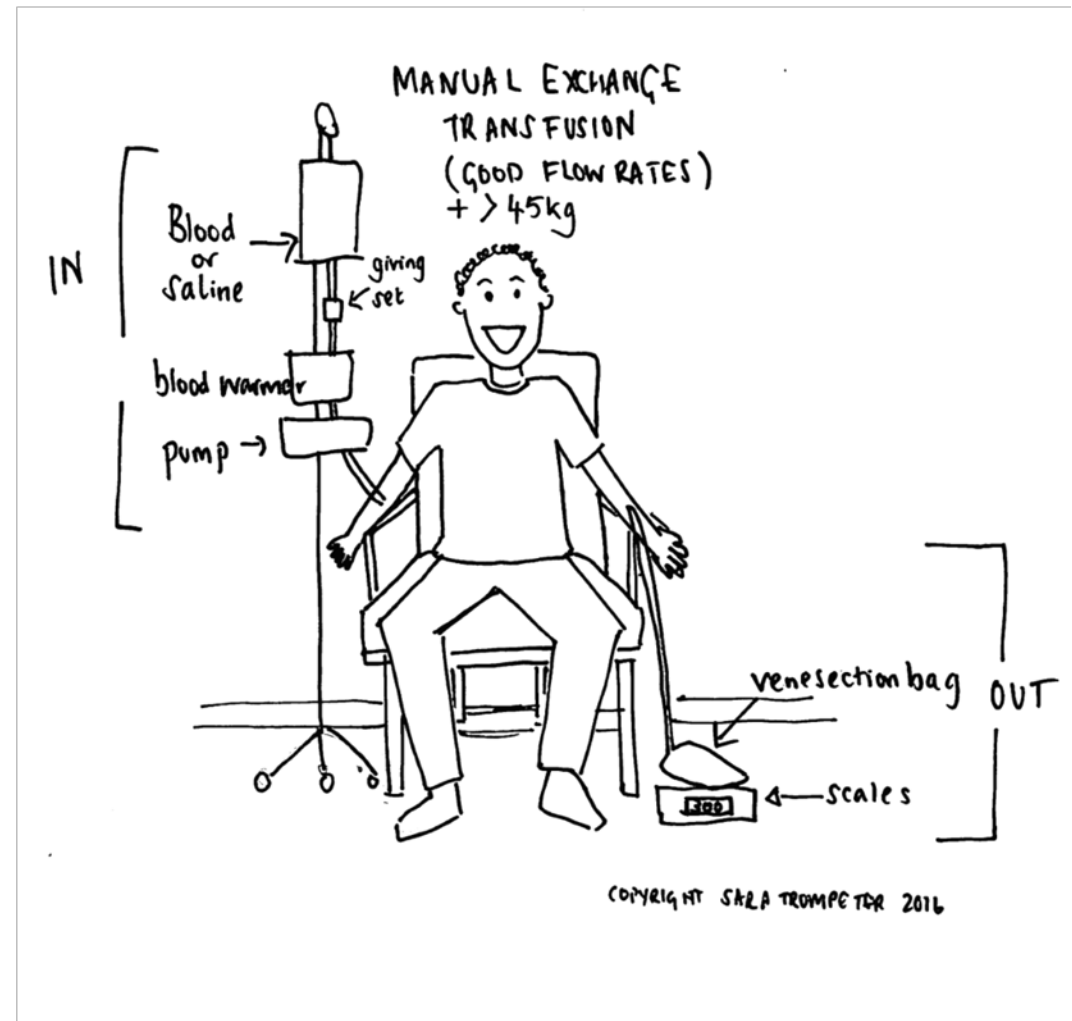 MANUAL EXCHANGE
TRANSFUSION
(GOOD FLOW RATES)
+ > 45kg
IN
Blood
or
Saline
giving
set
blood warmer
pump
venesection bag
OUT
300
scales
COPYRIGHT SARA TROMPETER 2016